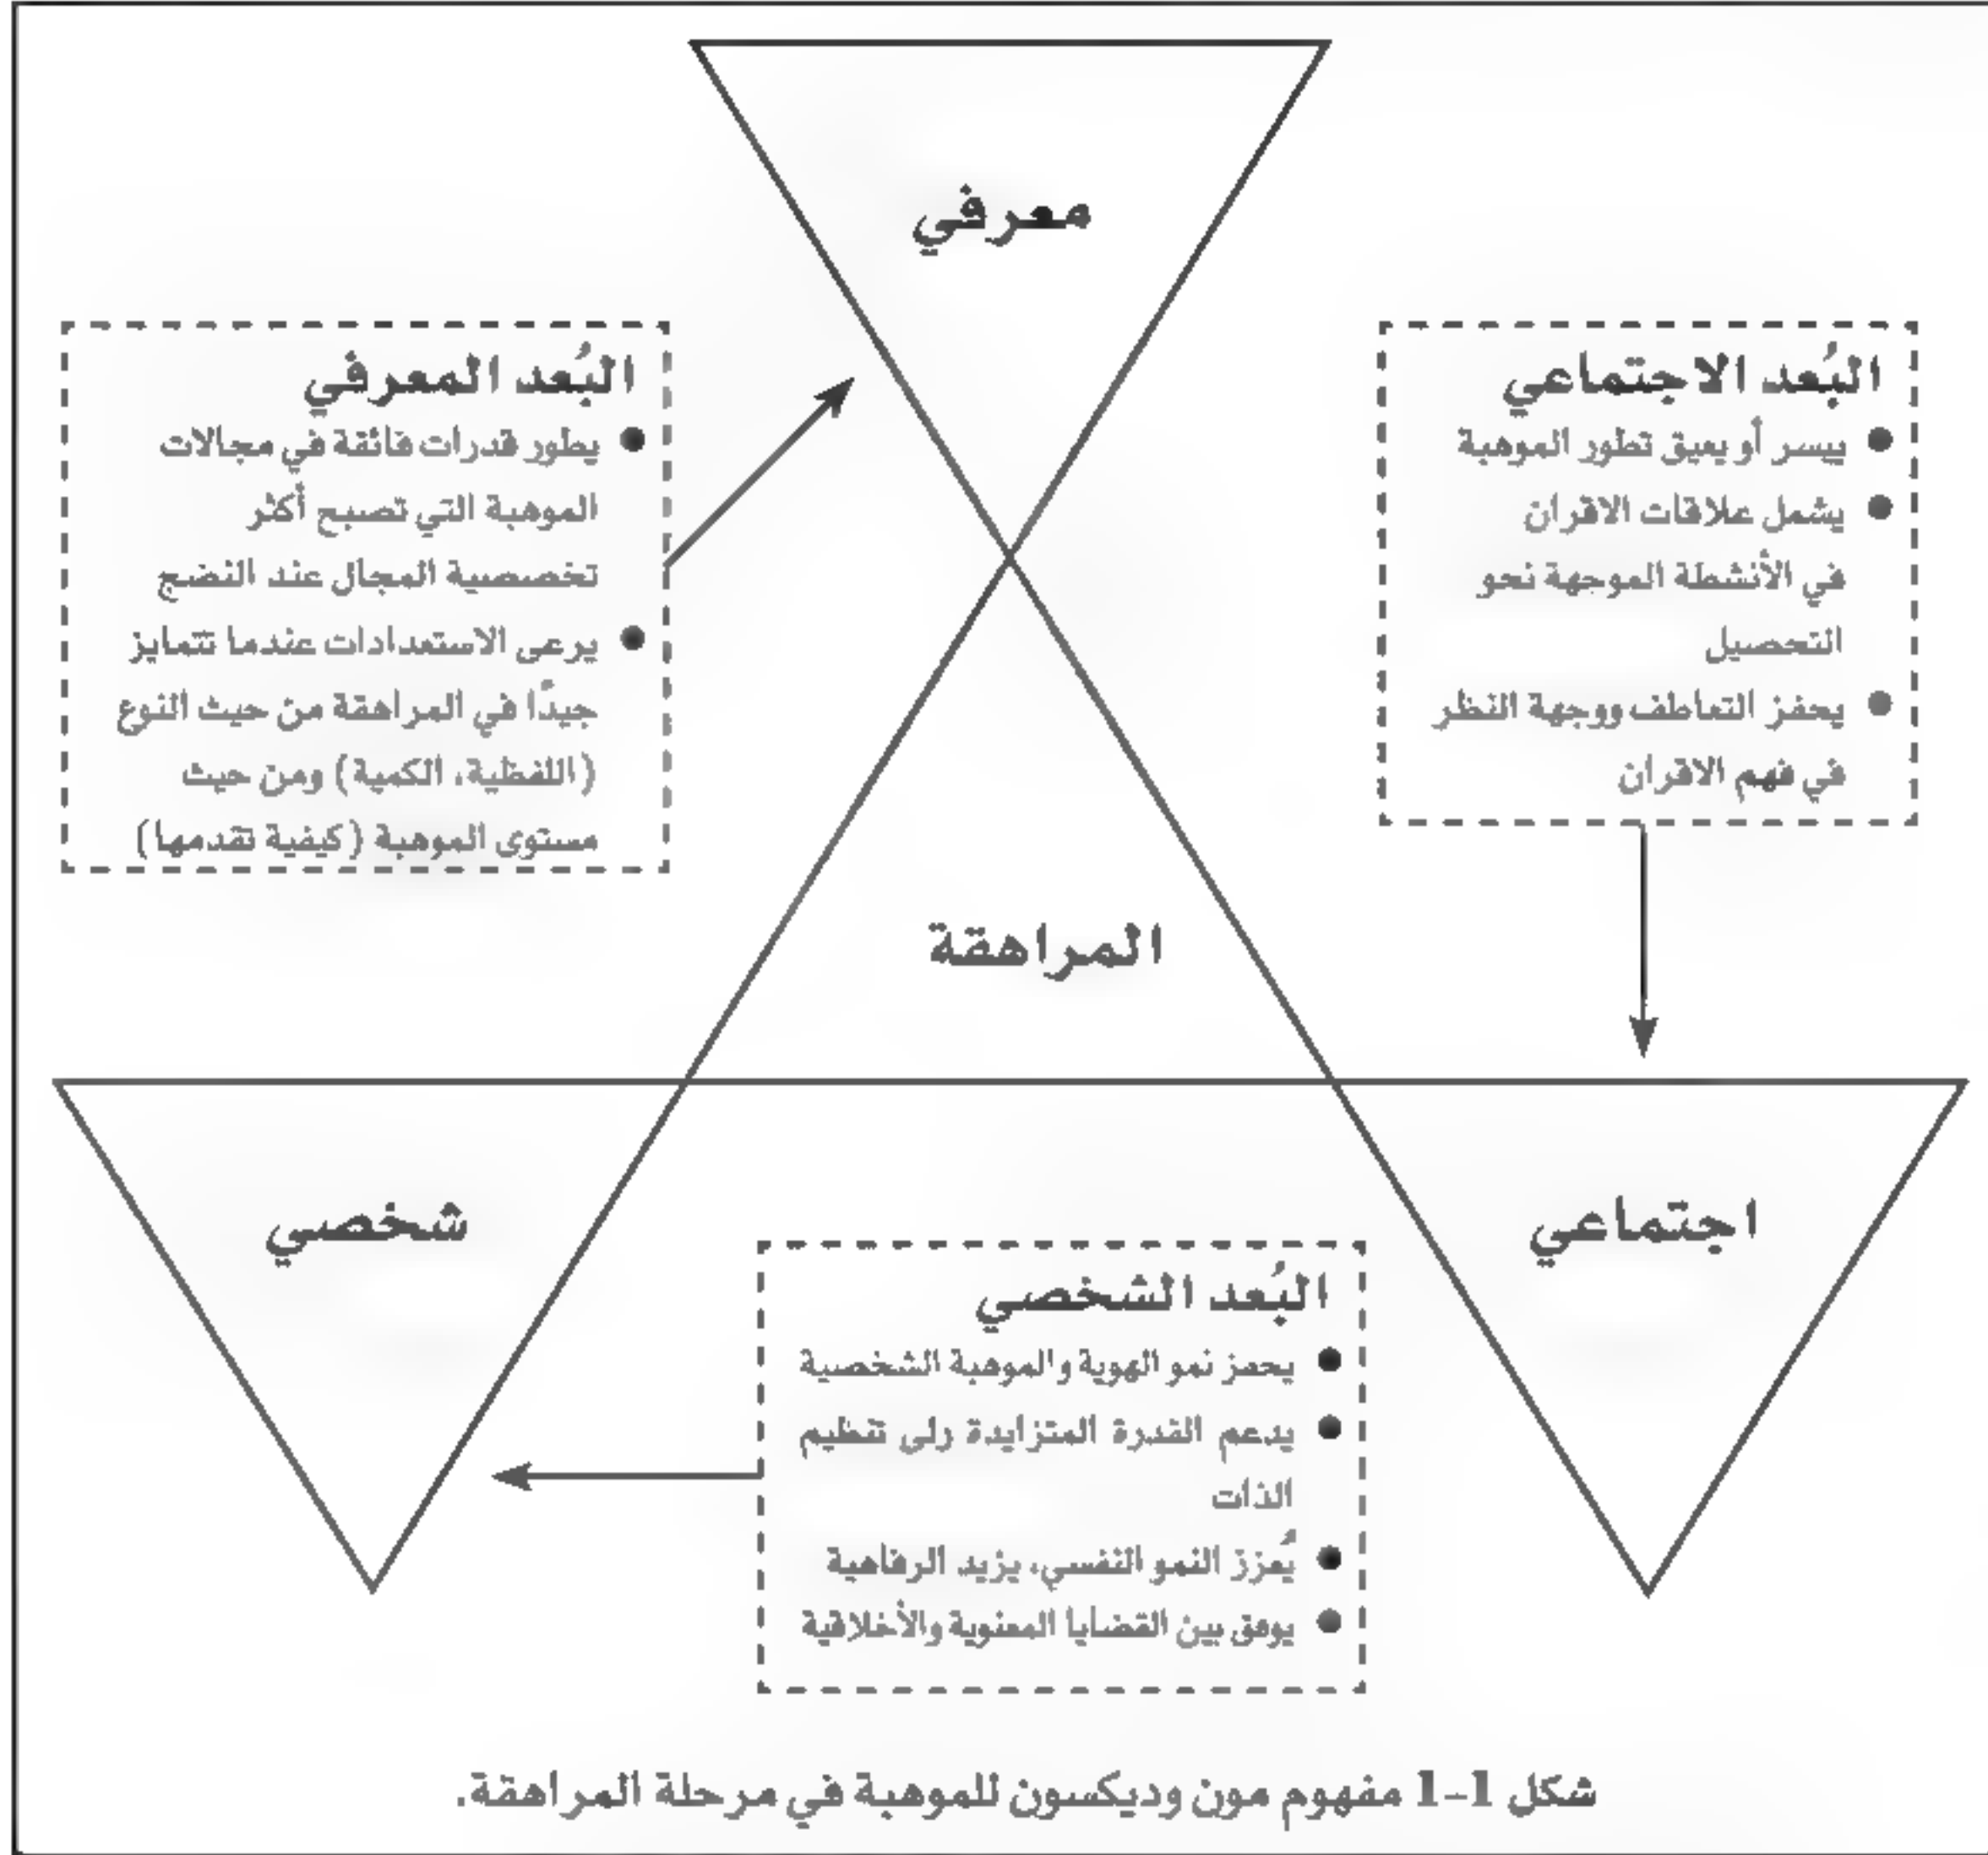 معرفي
البُعد الاجتماعي
● ييسر أو يعيق تطور الموهبة
● يشمل علاقات الاقران
في الأنشطة الموجهة نحو
التحصيل
● يحفز التعاطف ووجهة النظر
في فهم الاقران
البُعد المعرفي
● يطور قدرات فائقة في مجالات
الموهبة التي تصبح أكثر
تخصصية المجال عند النضج
● يرعى الاستعدادات عندما تتمايز
جيدًا في المراهقة من حيث النوع
(اللفظية، الكمية) ومن حيث
مستوى الموهبة (كيفية تقدمها)
المراهقة
اجتماعي
شخصي
البُعد الشخصي
● يحفز نمو الهوية والموهبة الشخصية
● يدعم القدرة المتزايدة رلى تنظيم
الذات
● يُعزز النمو النفسي، يزيد الرفاهية
● يوفق بين القضايا المعنوية والأخلاقية
شكل 1-1 مفهوم مون وديكسون للموهبة في مرحلة المراهقة.